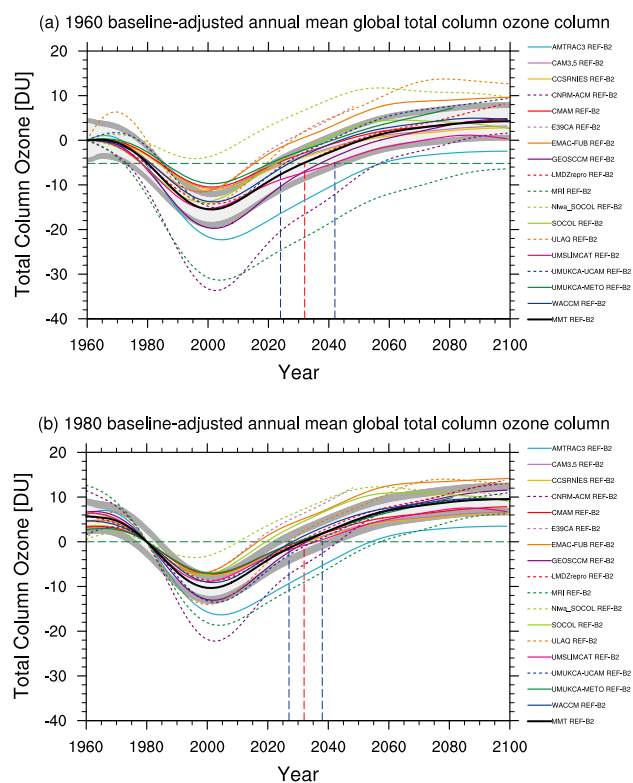 (a) 1960 baseline-adjusted annual mean global total column ozone column
Total Column Ozone [DU]
20
10
0
-10
-20
-30
-40
1960
1980
2000
2020
2040
2060
2080
2100
Year
AMTRAC3 REF-B2
CAM3,5 REF-B2
CCSRNIES REF-B2
CNRM-ACM REF-B2
CMAM REF-B2
E39CA REF-B2
EMAC-FUB REF-B2
GEOSCCM REF-B2
LMDZrepro REF-B2
MRI REF-B2
Niwa_SOCOL REF-B2
SOCOL REF-B2
ULAQ REF-B2
UMSLIMCAT REF-B2
UMUKCA-UCAM REF-B2
UMUKCA-METO REF-B2
WACCM REF-B2
MMT REF-B2
(b) 1980 baseline-adjusted annual mean global total column ozone column
Total Column Ozone [DU]
20
10
0
-10
-20
-30
-40
1960
1980
2000
2020
2040
2060
2080
2100
Year
AMTRAC3 REF-B2
CAM3,5 REF-B2
CCSRNIES REF-B2
CNRM-ACM REF-B2
CMAM REF-B2
E39CA REF-B2
EMAC-FUB REF-B2
GEOSCCM REF-B2
LMDZrepro REF-B2
MRI REF-B2
Niwa_SOCOL REF-B2
SOCOL REF-B2
ULAQ REF-B2
UMSLIMCAT REF-B2
UMUKCA-UCAM REF-B2
UMUKCA-METO REF-B2
WACCM REF-B2
MMT REF-B2